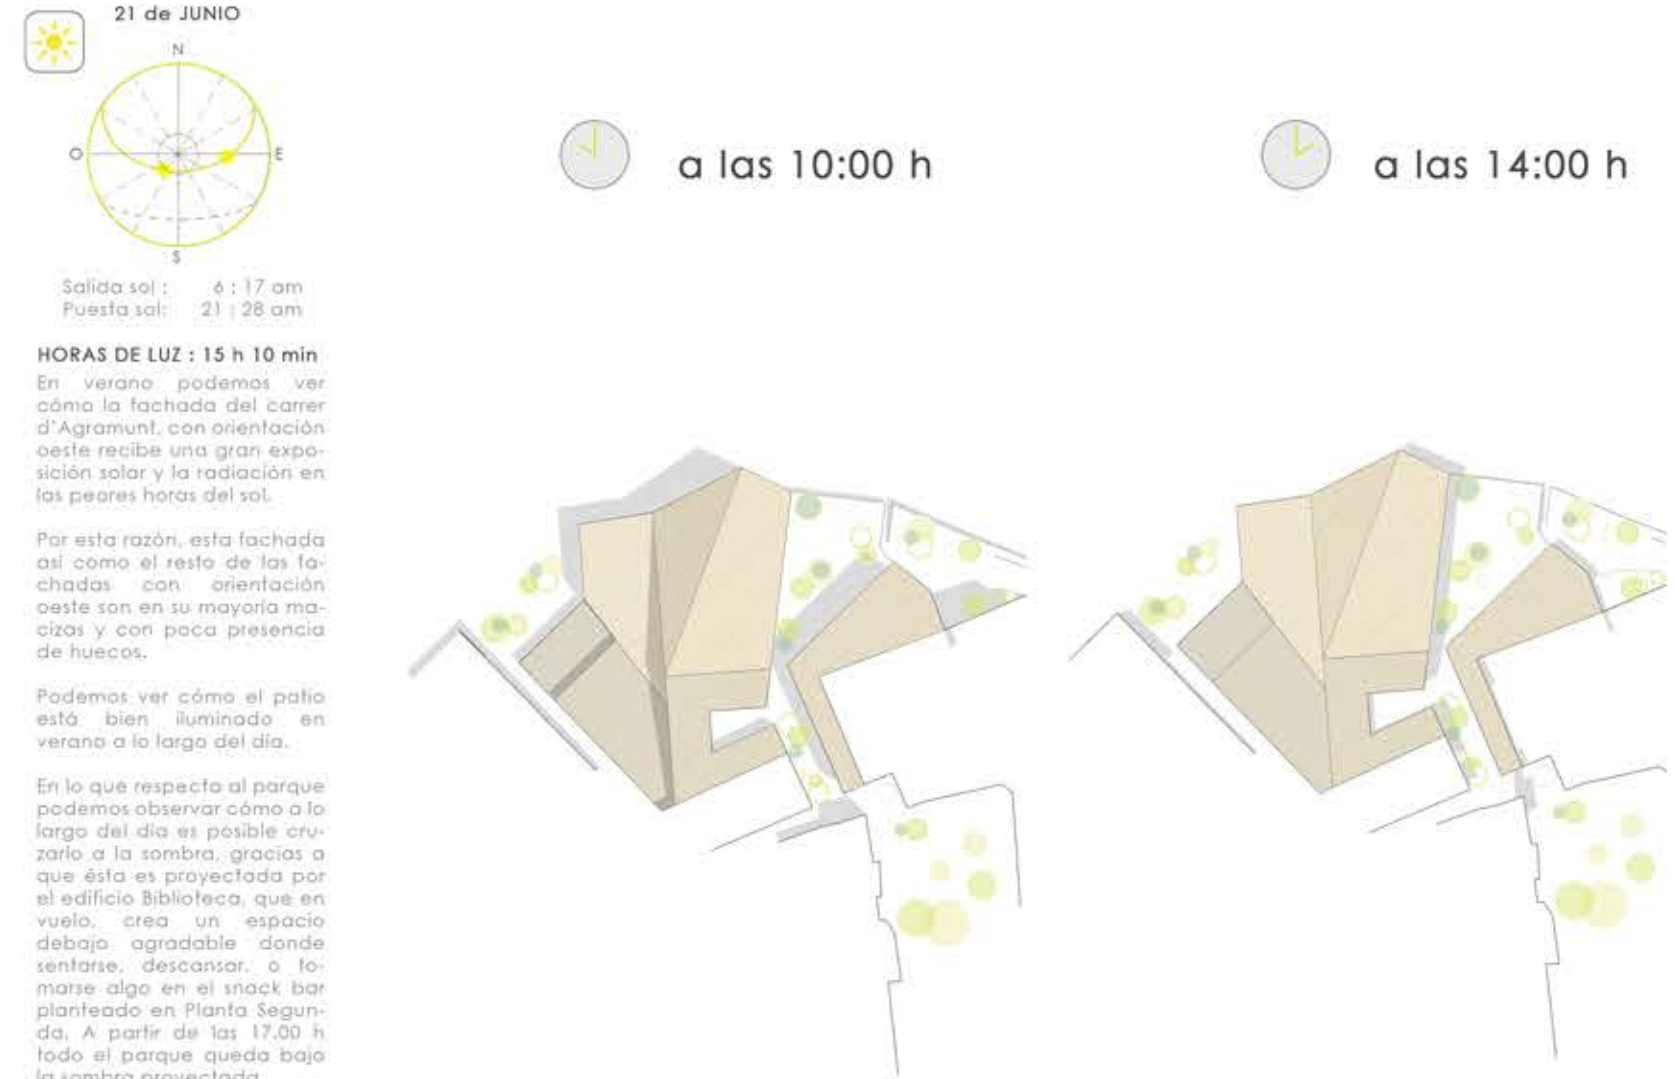 21 de JUNIO
N
O
E
S
Salida sol : 6 : 17 am
Puesta sol: 21 : 28 am
HORAS DE LUZ : 15 h 10 min
En verano podemos ver
cómo la fachada del carrer
d'Agramunt, con orientación
oeste recibe una gran expo-
sición solar y la radiación en
las peores horas del sol.
Por esta razón, esta fachada
así como el resto de las fa-
chadas con orientación
oeste son en su mayoría ma-
cizas y con poca presencia
de huecos.
Podemos ver cómo el patio
está bien iluminado en
verano a lo largo del día.
En lo que respecta al parque
podemos observar cómo a lo
largo del día es posible cru-
zarlo a la sombra, gracias a
que ésta es proyectada por
el edificio Biblioteca, que en
vuelo, crea un espacio
debajo agradable donde
sentarse, descansar, o to-
marse algo en el snack bar
planteado en Planta Segun-
da. A partir de las 17.00 h
todo el parque queda bajo
la sombra proyectada
a las 10:00 h
a las 14:00 h